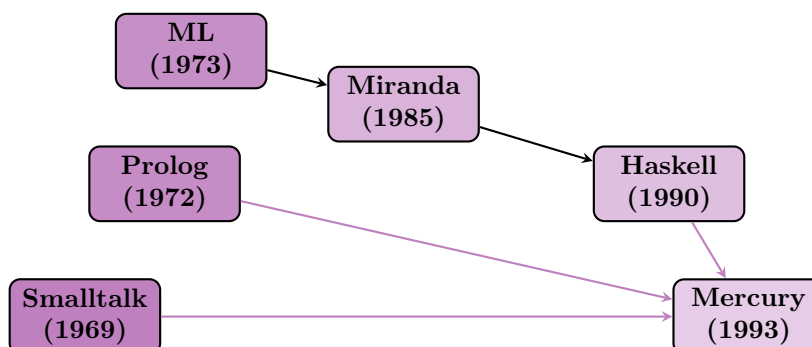 ML
(1973)
Miranda
(1985)
Prolog
(1972)
Haskell
(1990)
Smalltalk
(1969)
Mercury
(1993)